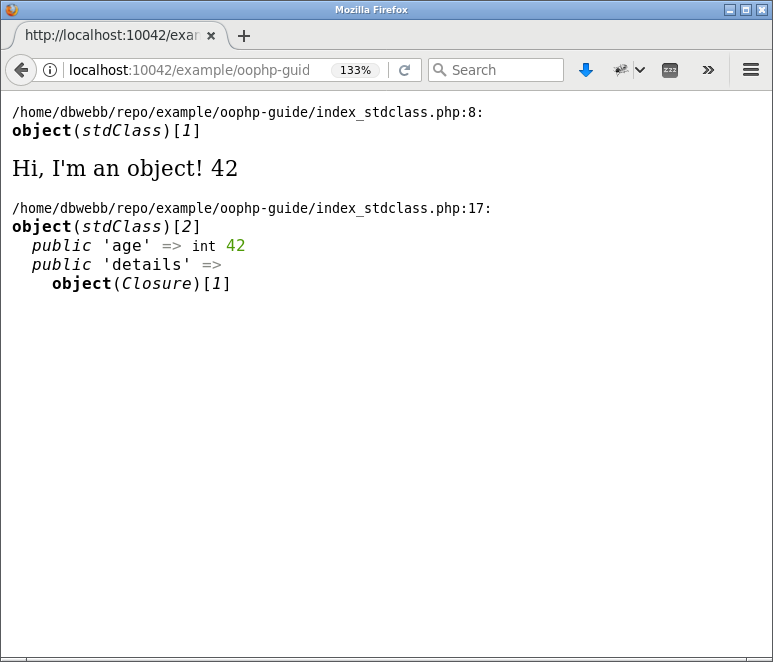 Mozilla Firefox
http://localhost:10042/exar
localhost:10042/example/oophp-guid 133% Search zzz
/home/dbwebb/repo/example/oophp-guide/index_stdclass.php:8:
object(stdClass)[1]
Hi, I'm an object! 42
/home/dbwebb/repo/example/oophp-guide/index_stdclass.php:17:
object(stdClass)[2]
  public 'age' => int 42
  public 'details' =>
    object(Closure)[1]